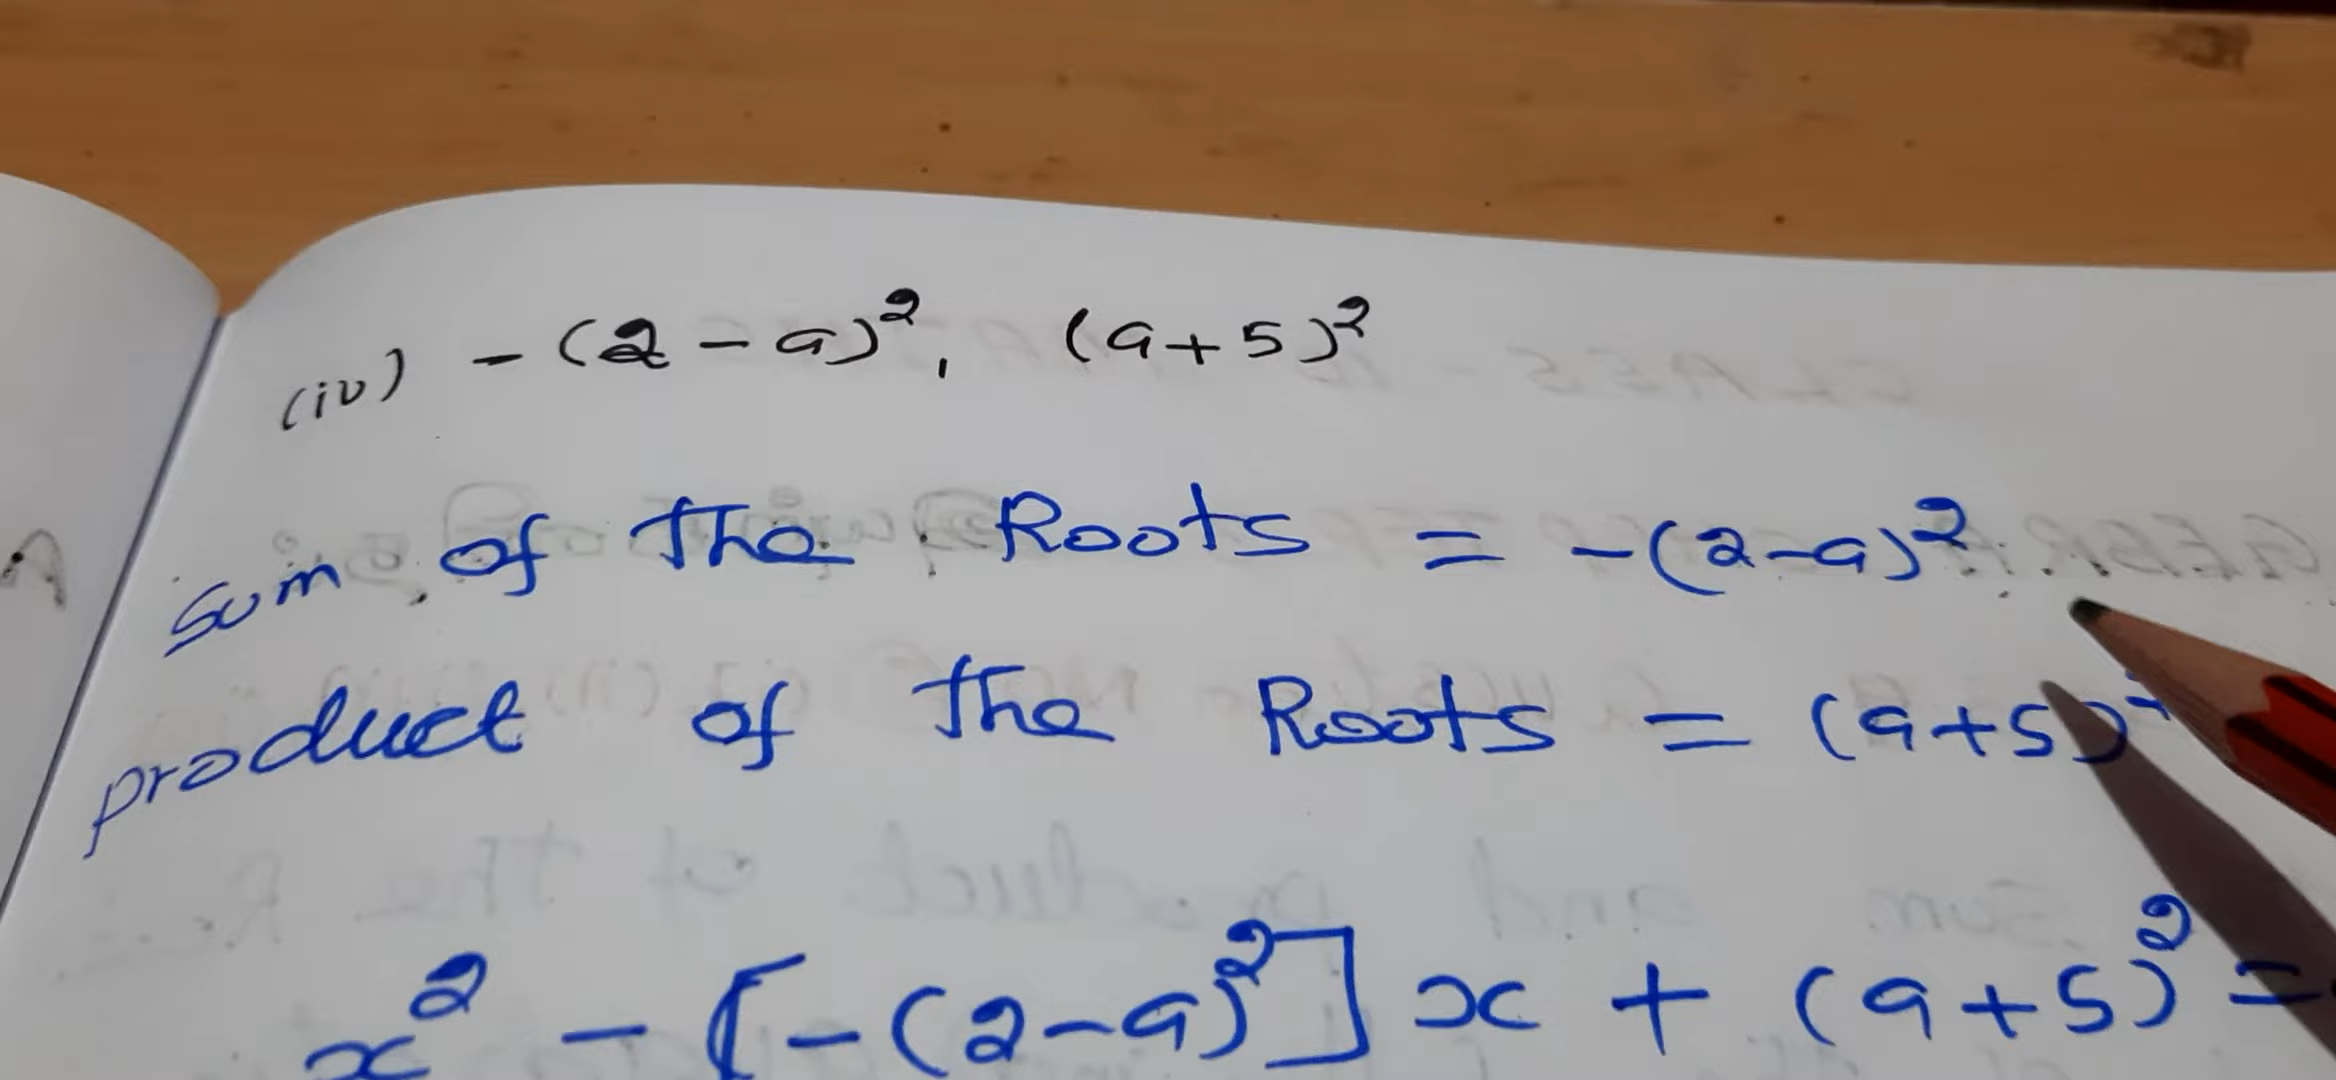 (iv) -(2-a)², (a+5)²
Sum of the Roots = -(2-a)²
product of the Roots = (a+5)²
x² - [-(2-a)²]x + (a+5)² =